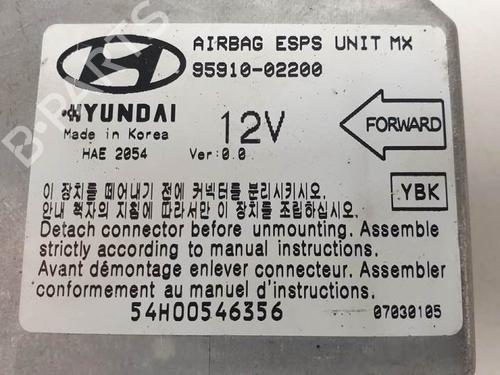 AIRBAG ESPS UNIT MX
95910-02200
HYUNDAI
Made in Korea
12V
FORWARD
HAE 2054
Ver:0.0
이 장치를 떼어내기 전에 커넥터를 분리시키시오.
YBK
안내 책자의 지침에 따라서만 이 장치를 조립하십시오.
Detach connector before unmounting. Assemble
strictly according to manual instructions.
Avant démontage enlever connecteur. Assembler
conformement au manuel d'instructions.
54H00546356
07030105
B-PARTS